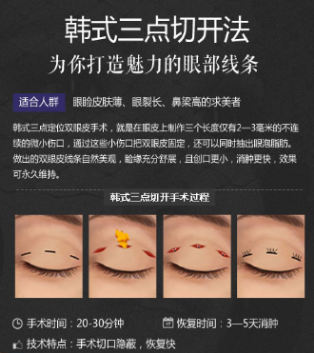 韩式三点切开法
为你打造魅力的眼部线条
适合人群 眼睑皮肤薄、眼裂长、鼻梁高的求美者
韩式三点定位双眼皮手术，就是在眼皮上制作三个长度仅有2—3毫米的不连
续的微小伤口，通过这些小伤口把双眼皮固定，还可以同时抽出眼泡脂肪。
做出的双眼皮线条自然美观，睑缘充分舒展，且创口更小，消肿更快，效果
可永久维持。
韩式三点切开手术过程
手术时间：20-30分钟 恢复时间：3—5天消肿
技术特点：手术切口隐蔽，恢复快